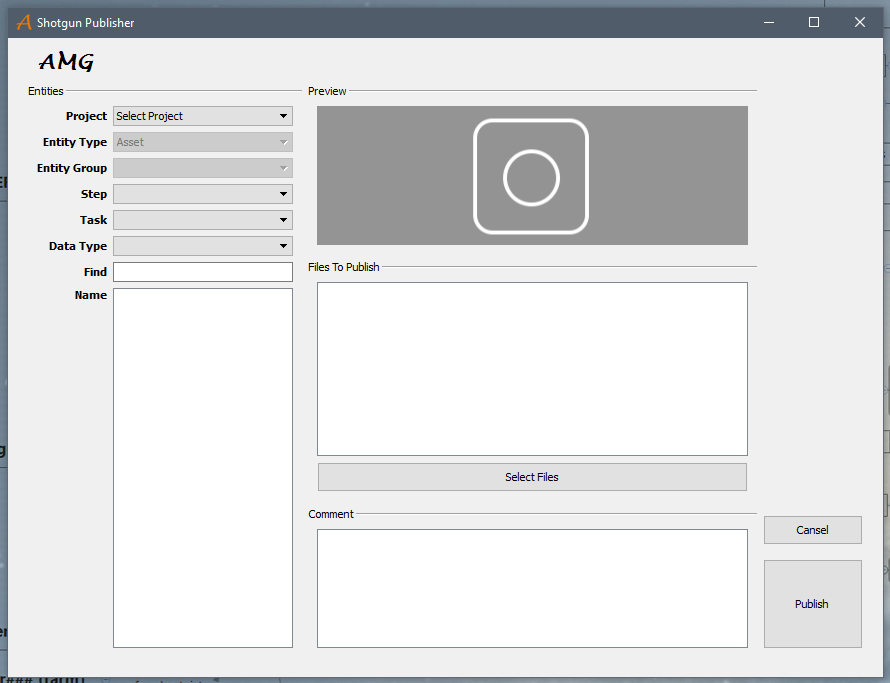 Shotgun Publisher
AMG
Entities
Project Select Project
Entity Type Asset
Entity Group
Step
Task
Data Type
Find
Name
Preview
Files To Publish
Select Files
Comment
Cansel
Publish